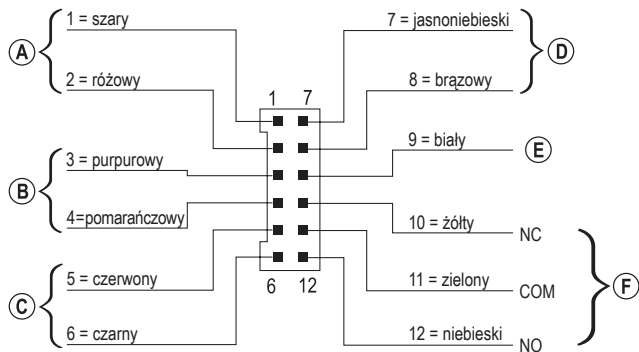 A
1 = szary
2 = różowy
B
3 = purpurowy
4=pomarańczowy
C
5 = czerwony
6 = czarny
1 7
6 12
7 = jasnoniebieski
8 = brązowy
D
9 = biały
E
10 = żółty
NC
11 = zielony
COM
12 = niebieski
NO
F